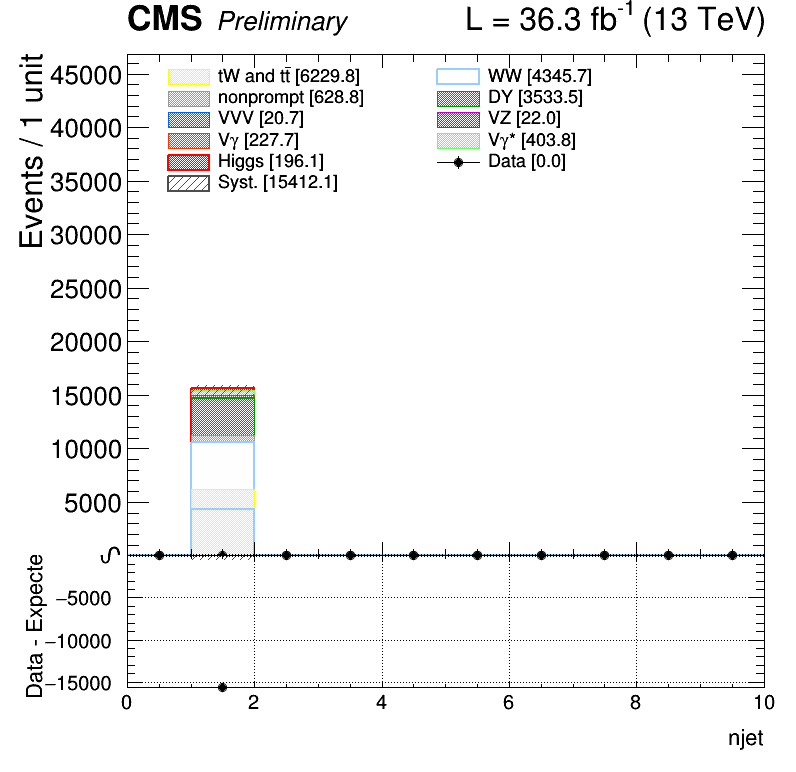 CMS Preliminary L = 36.3 fb⁻¹ (13 TeV)
Events / 1 unit
45000
40000
35000
30000
25000
20000
15000
10000
5000
tW and tt̄ [6229.8]
nonprompt [628.8]
VVV [20.7]
Vγ [227.7]
Higgs [196.1]
Syst. [15412.1]
WW [4345.7]
DY [3533.5]
VZ [22.0]
Vγ* [403.8]
Data [0.0]
Data - Expecte
−5000
−10000
−15000
0 2 4 6 8 10
njet